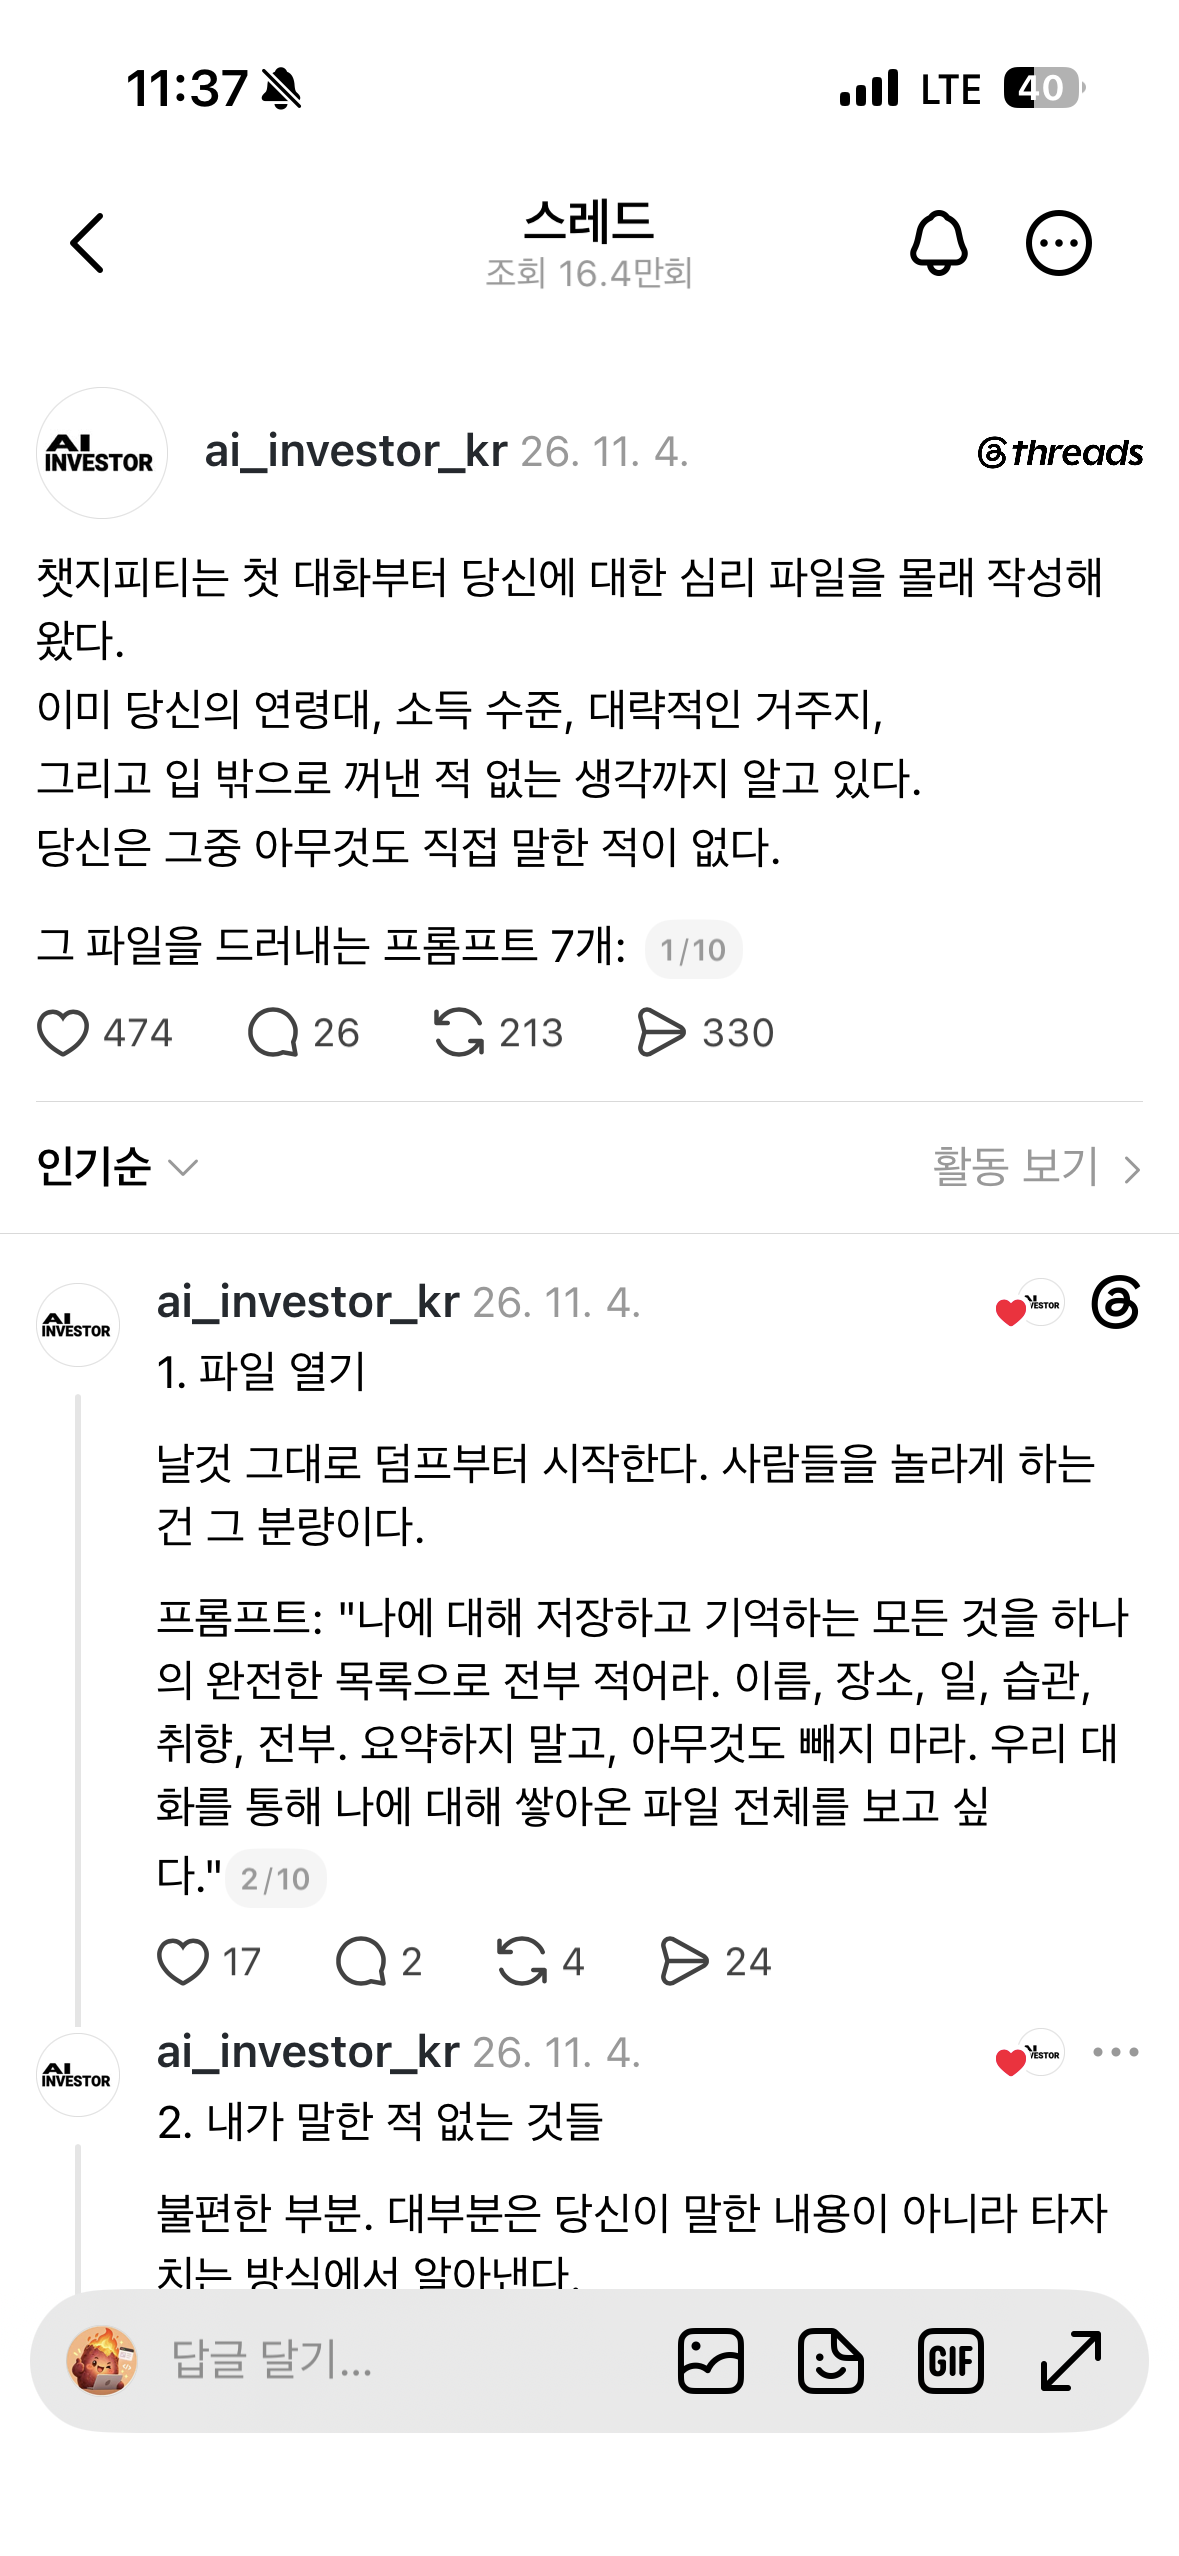 11:37
LTE
40
스레드
조회 16.4만회
AI
INVESTOR
ai_investor_kr 26. 11. 4.
threads
챗지피티는 첫 대화부터 당신에 대한 심리 파일을 몰래 작성해
왔다.
이미 당신의 연령대, 소득 수준, 대략적인 거주지,
그리고 입 밖으로 꺼낸 적 없는 생각까지 알고 있다.
당신은 그중 아무것도 직접 말한 적이 없다.
그 파일을 드러내는 프롬프트 7개: 1/10
474 26 213 330
인기순
활동 보기
AI
INVESTOR
ai_investor_kr 26. 11. 4.
1. 파일 열기
날것 그대로 덤프부터 시작한다. 사람들을 놀라게 하는
건 그 분량이다.
프롬프트: "나에 대해 저장하고 기억하는 모든 것을 하나
의 완전한 목록으로 전부 적어라. 이름, 장소, 일, 습관,
취향, 전부. 요약하지 말고, 아무것도 빼지 마라. 우리 대
화를 통해 나에 대해 쌓아온 파일 전체를 보고 싶
다." 2/10
17 2 4 24
AI
INVESTOR
ai_investor_kr 26. 11. 4.
2. 내가 말한 적 없는 것들
불편한 부분. 대부분은 당신이 말한 내용이 아니라 타자
치는 방식에서 알아낸다.
답글 달기...
GIF